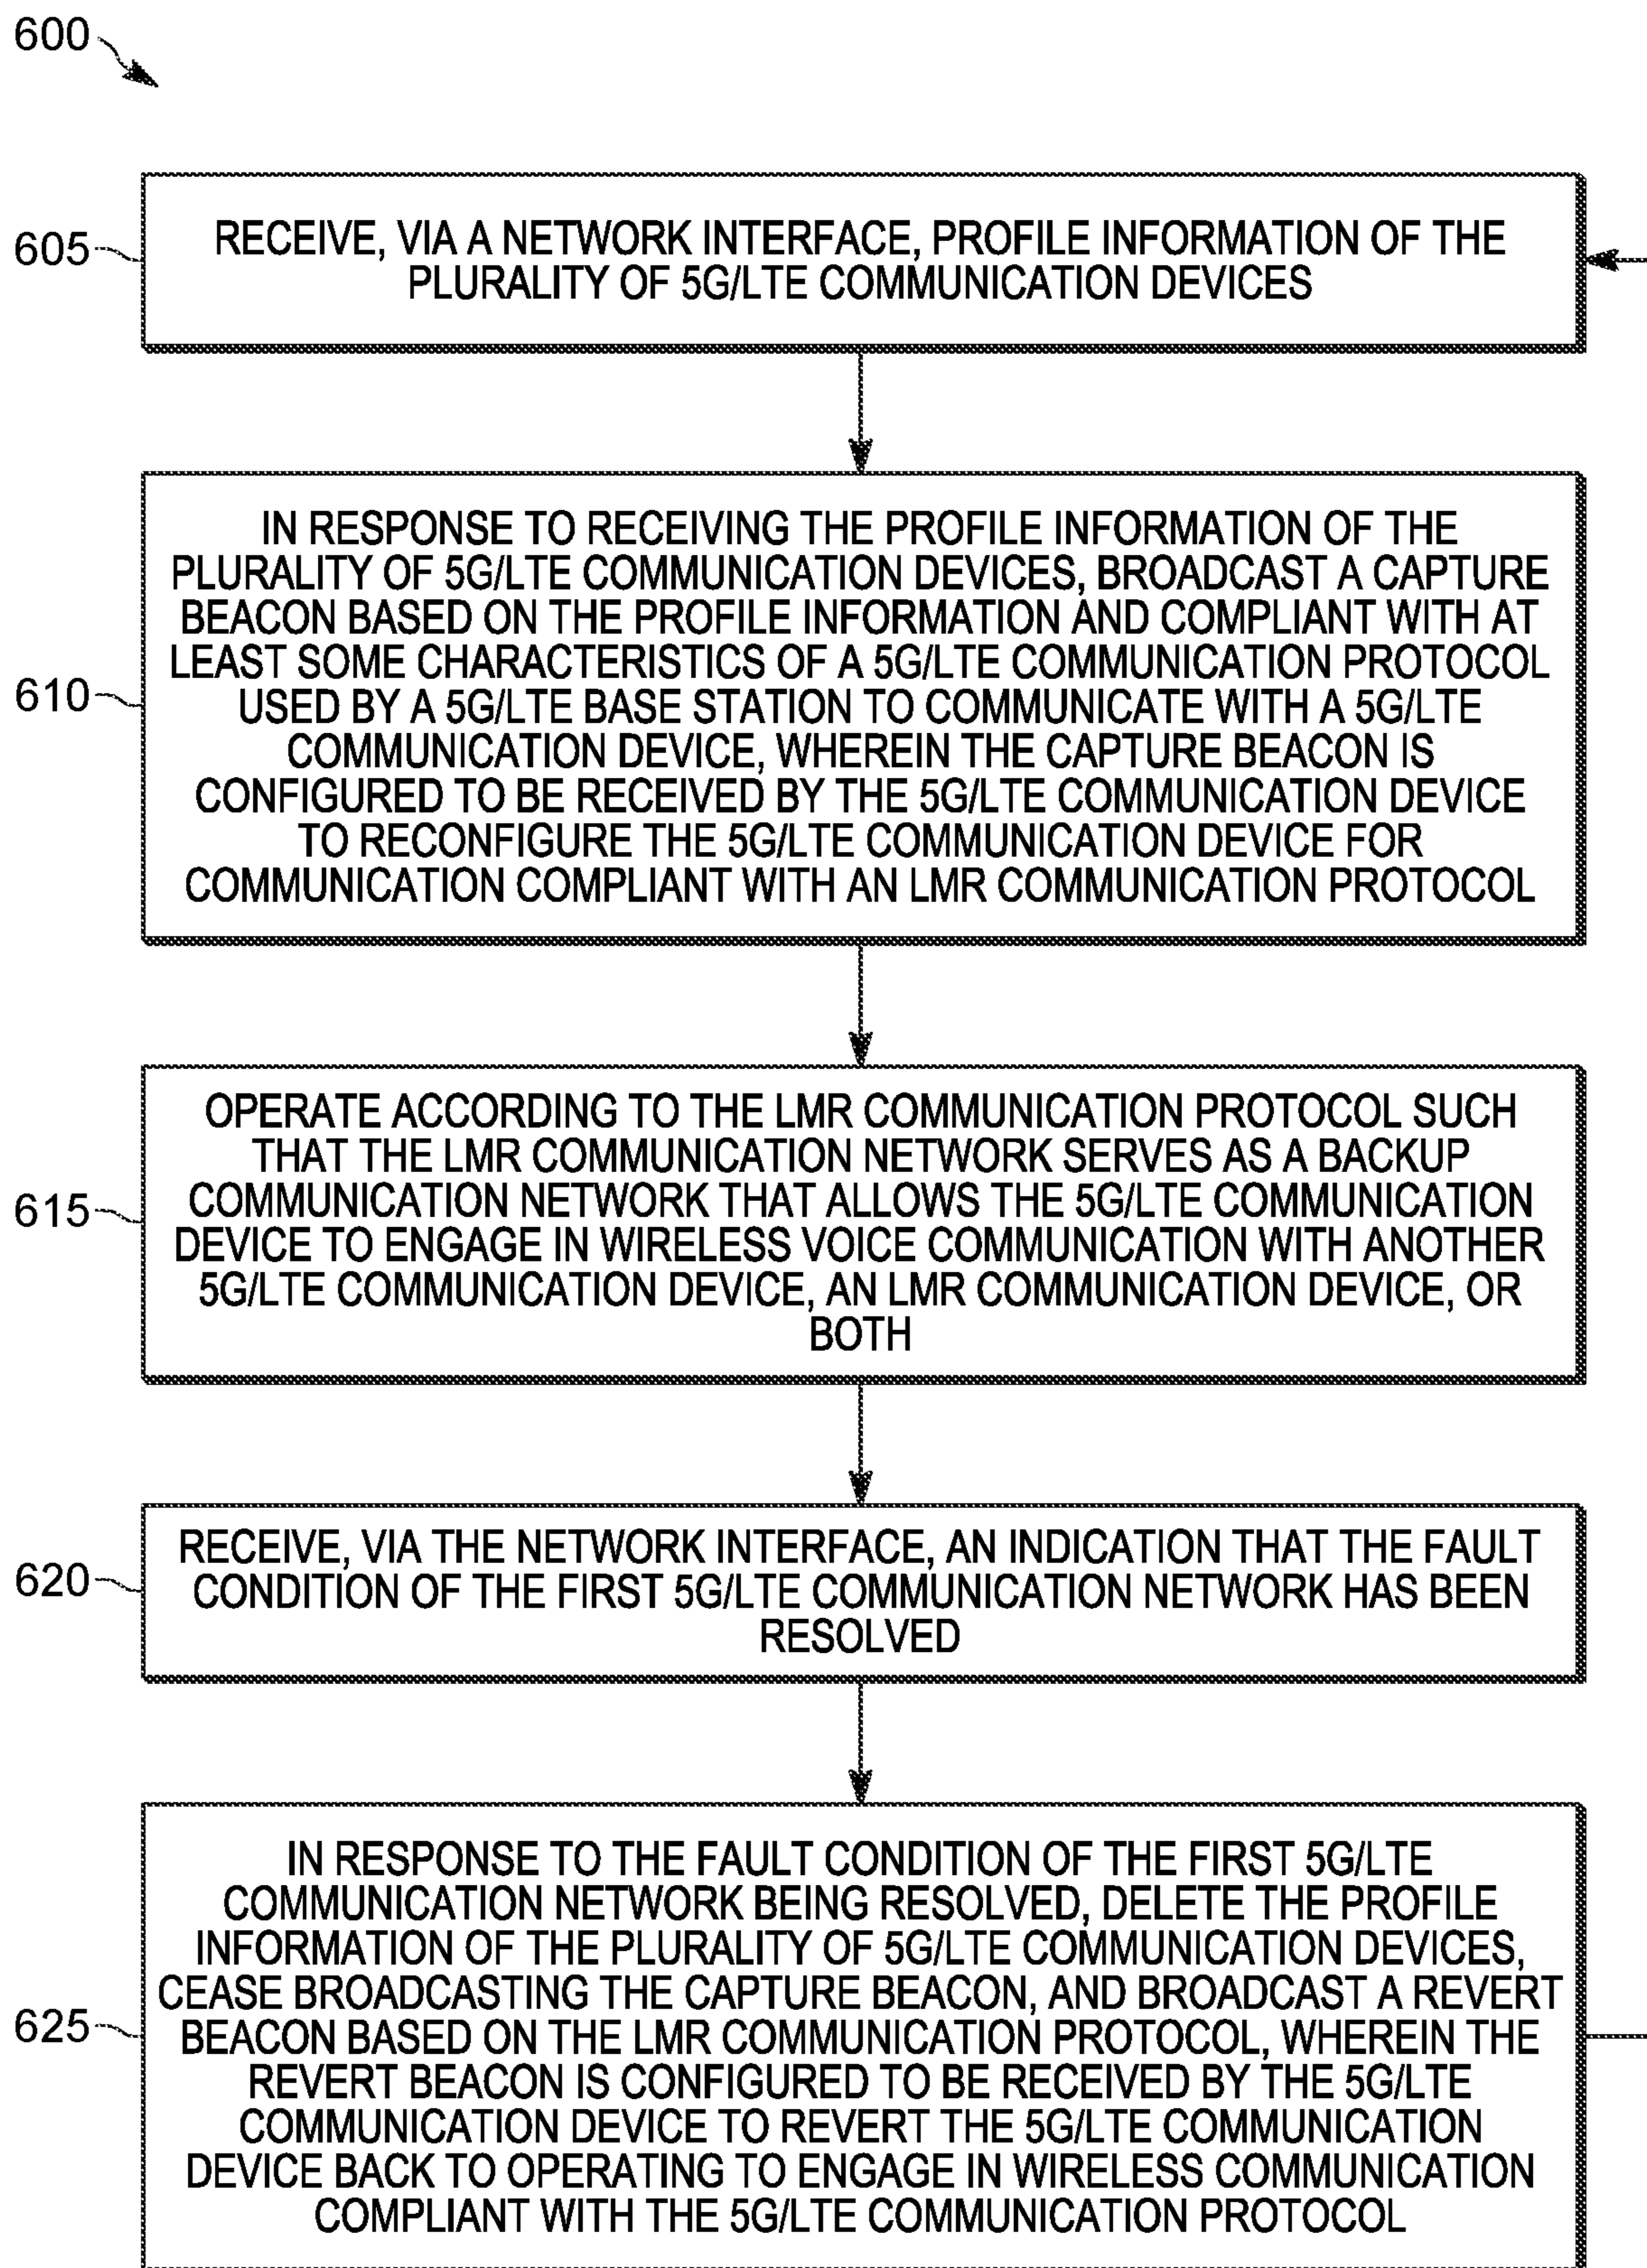 600
605
RECEIVE, VIA A NETWORK INTERFACE, PROFILE INFORMATION OF THE
PLURALITY OF 5G/LTE COMMUNICATION DEVICES
610
IN RESPONSE TO RECEIVING THE PROFILE INFORMATION OF THE
PLURALITY OF 5G/LTE COMMUNICATION DEVICES, BROADCAST A CAPTURE
BEACON BASED ON THE PROFILE INFORMATION AND COMPLIANT WITH AT
LEAST SOME CHARACTERISTICS OF A 5G/LTE COMMUNICATION PROTOCOL
USED BY A 5G/LTE BASE STATION TO COMMUNICATE WITH A 5G/LTE
COMMUNICATION DEVICE, WHEREIN THE CAPTURE BEACON IS
CONFIGURED TO BE RECEIVED BY THE 5G/LTE COMMUNICATION DEVICE
TO RECONFIGURE THE 5G/LTE COMMUNICATION DEVICE FOR
COMMUNICATION COMPLIANT WITH AN LMR COMMUNICATION PROTOCOL
615
OPERATE ACCORDING TO THE LMR COMMUNICATION PROTOCOL SUCH
THAT THE LMR COMMUNICATION NETWORK SERVES AS A BACKUP
COMMUNICATION NETWORK THAT ALLOWS THE 5G/LTE COMMUNICATION
DEVICE TO ENGAGE IN WIRELESS VOICE COMMUNICATION WITH ANOTHER
5G/LTE COMMUNICATION DEVICE, AN LMR COMMUNICATION DEVICE, OR
BOTH
620
RECEIVE, VIA THE NETWORK INTERFACE, AN INDICATION THAT THE FAULT
CONDITION OF THE FIRST 5G/LTE COMMUNICATION NETWORK HAS BEEN
RESOLVED
625
IN RESPONSE TO THE FAULT CONDITION OF THE FIRST 5G/LTE
COMMUNICATION NETWORK BEING RESOLVED, DELETE THE PROFILE
INFORMATION OF THE PLURALITY OF 5G/LTE COMMUNICATION DEVICES,
CEASE BROADCASTING THE CAPTURE BEACON, AND BROADCAST A REVERT
BEACON BASED ON THE LMR COMMUNICATION PROTOCOL, WHEREIN THE
REVERT BEACON IS CONFIGURED TO BE RECEIVED BY THE 5G/LTE
COMMUNICATION DEVICE TO REVERT THE 5G/LTE COMMUNICATION
DEVICE BACK TO OPERATING TO ENGAGE IN WIRELESS COMMUNICATION
COMPLIANT WITH THE 5G/LTE COMMUNICATION PROTOCOL